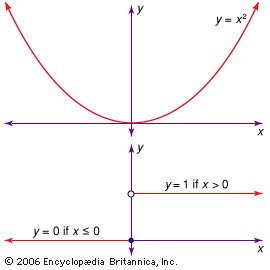 y
y = x²
x
y
y = 1 if x > 0
y = 0 if x ≤ 0
x
© 2006 Encyclopædia Britannica, Inc.